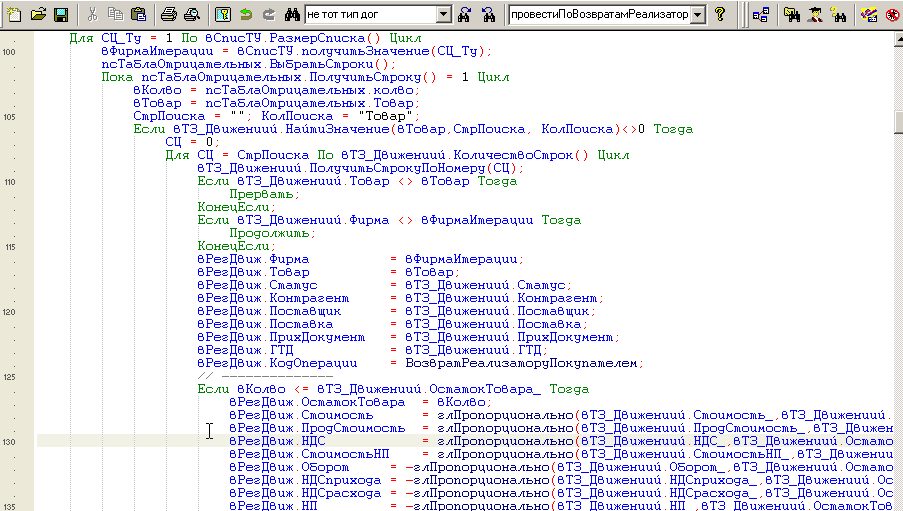 не тот тип дог
провестиПоВозвратамРеализатор
Для СЦ_Ту = 1 По вСписТУ.РазмерСписка() Цикл
100 вФирмаИтерации = вСписТУ.получитьЗначение(СЦ_Ту);
псТаблаОтрицательных.ВыбратьСтроки();
Пока псТаблаОтрицательных.ПолучитьСтроку() = 1 Цикл
вКолво = псТаблаОтрицательных.колво;
вТовар = псТаблаОтрицательных.Товар;
105 СтрПоиска = ""; КолПоиска = "Товар";
Если вТЗ_Движений.НайтиЗначение(вТовар,СтрПоиска, КолПоиска)<>0 Тогда
СЦ = 0;
Для СЦ = СтрПоиска По вТЗ_Движений.КоличествоСтрок() Цикл
вТЗ_Движений.ПолучитьСтрокуПоНомеру(СЦ);
110 Если вТЗ_Движений.Товар <> вТовар Тогда
Прервать;
КонецЕсли;
Если вТЗ_Движений.Фирма <> вФирмаИтерации Тогда
Продолжить;
115 КонецЕсли;
вРегДвиж.Фирма = вФирмаИтерации;
вРегДвиж.Товар = вТовар;
вРегДвиж.Статус = вТЗ_Движений.Статус;
вРегДвиж.Контрагент = вТЗ_Движений.Контрагент;
120 вРегДвиж.Поставщик = вТЗ_Движений.Поставщик;
вРегДвиж.Поставка = вТЗ_Движений.Поставка;
вРегДвиж.ПрихДокумент = вТЗ_Движений.ПрихДокумент;
вРегДвиж.ГТД = вТЗ_Движений.ГТД;
вРегДвиж.КодОперации = ВозвратРеализаторуПокупателем;
125 // --------------
Если вКолво <= вТЗ_Движений.ОстатокТовара_ Тогда
вРегДвиж.ОстатокТовара = вКолво;
вРегДвиж.Стоимость = глПропорционально(вТЗ_Движений.Стоимость_,вТЗ_Движений.
вРегДвиж.ПродСтоимость = глПропорционально(вТЗ_Движений.ПродСтоимость_,вТЗ_Движен
130 вРегДвиж.НДС = глПропорционально(вТЗ_Движений.НДС_,вТЗ_Движений.Остато
вРегДвиж.СтоимостьНП = глПропорционально(вТЗ_Движений.СтоимостьНП_,вТЗ_Движени
вРегДвиж.Оборот = -глПропорционально(вТЗ_Движений.Оборот_,вТЗ_Движений.Ост
вРегДвиж.НДСприхода = -глПропорционально(вТЗ_Движений.НДСприхода_,вТЗ_Движений.Ос
вРегДвиж.НДСрасхода = -глПропорционально(вТЗ_Движений.НДСрасхода_,вТЗ_Движений.Ос
135 вРегДвиж.НП = -глПропорционально(вТЗ_Движений.НП_,вТЗ_Движений.ОстатокТов